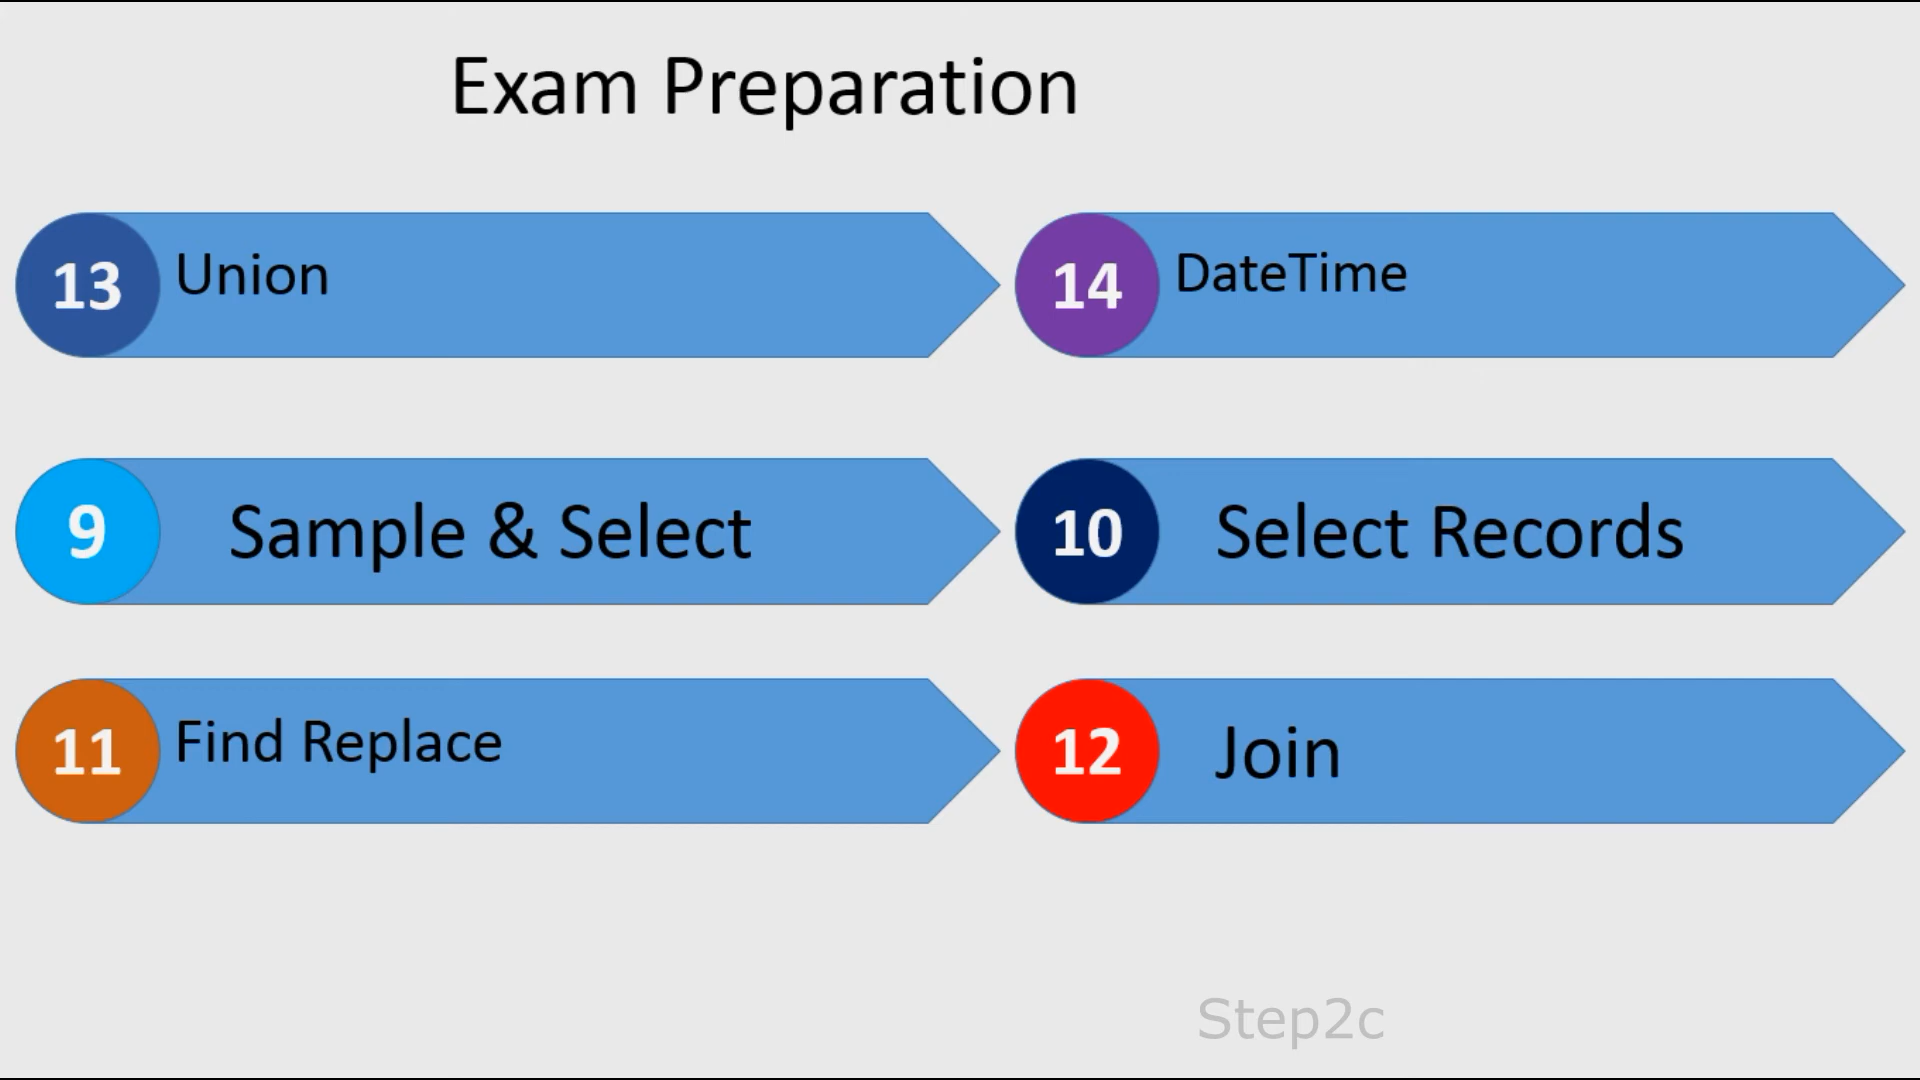 Exam Preparation
13 Union
14 DateTime
9 Sample & Select
10 Select Records
11 Find Replace
12 Join
Step2c